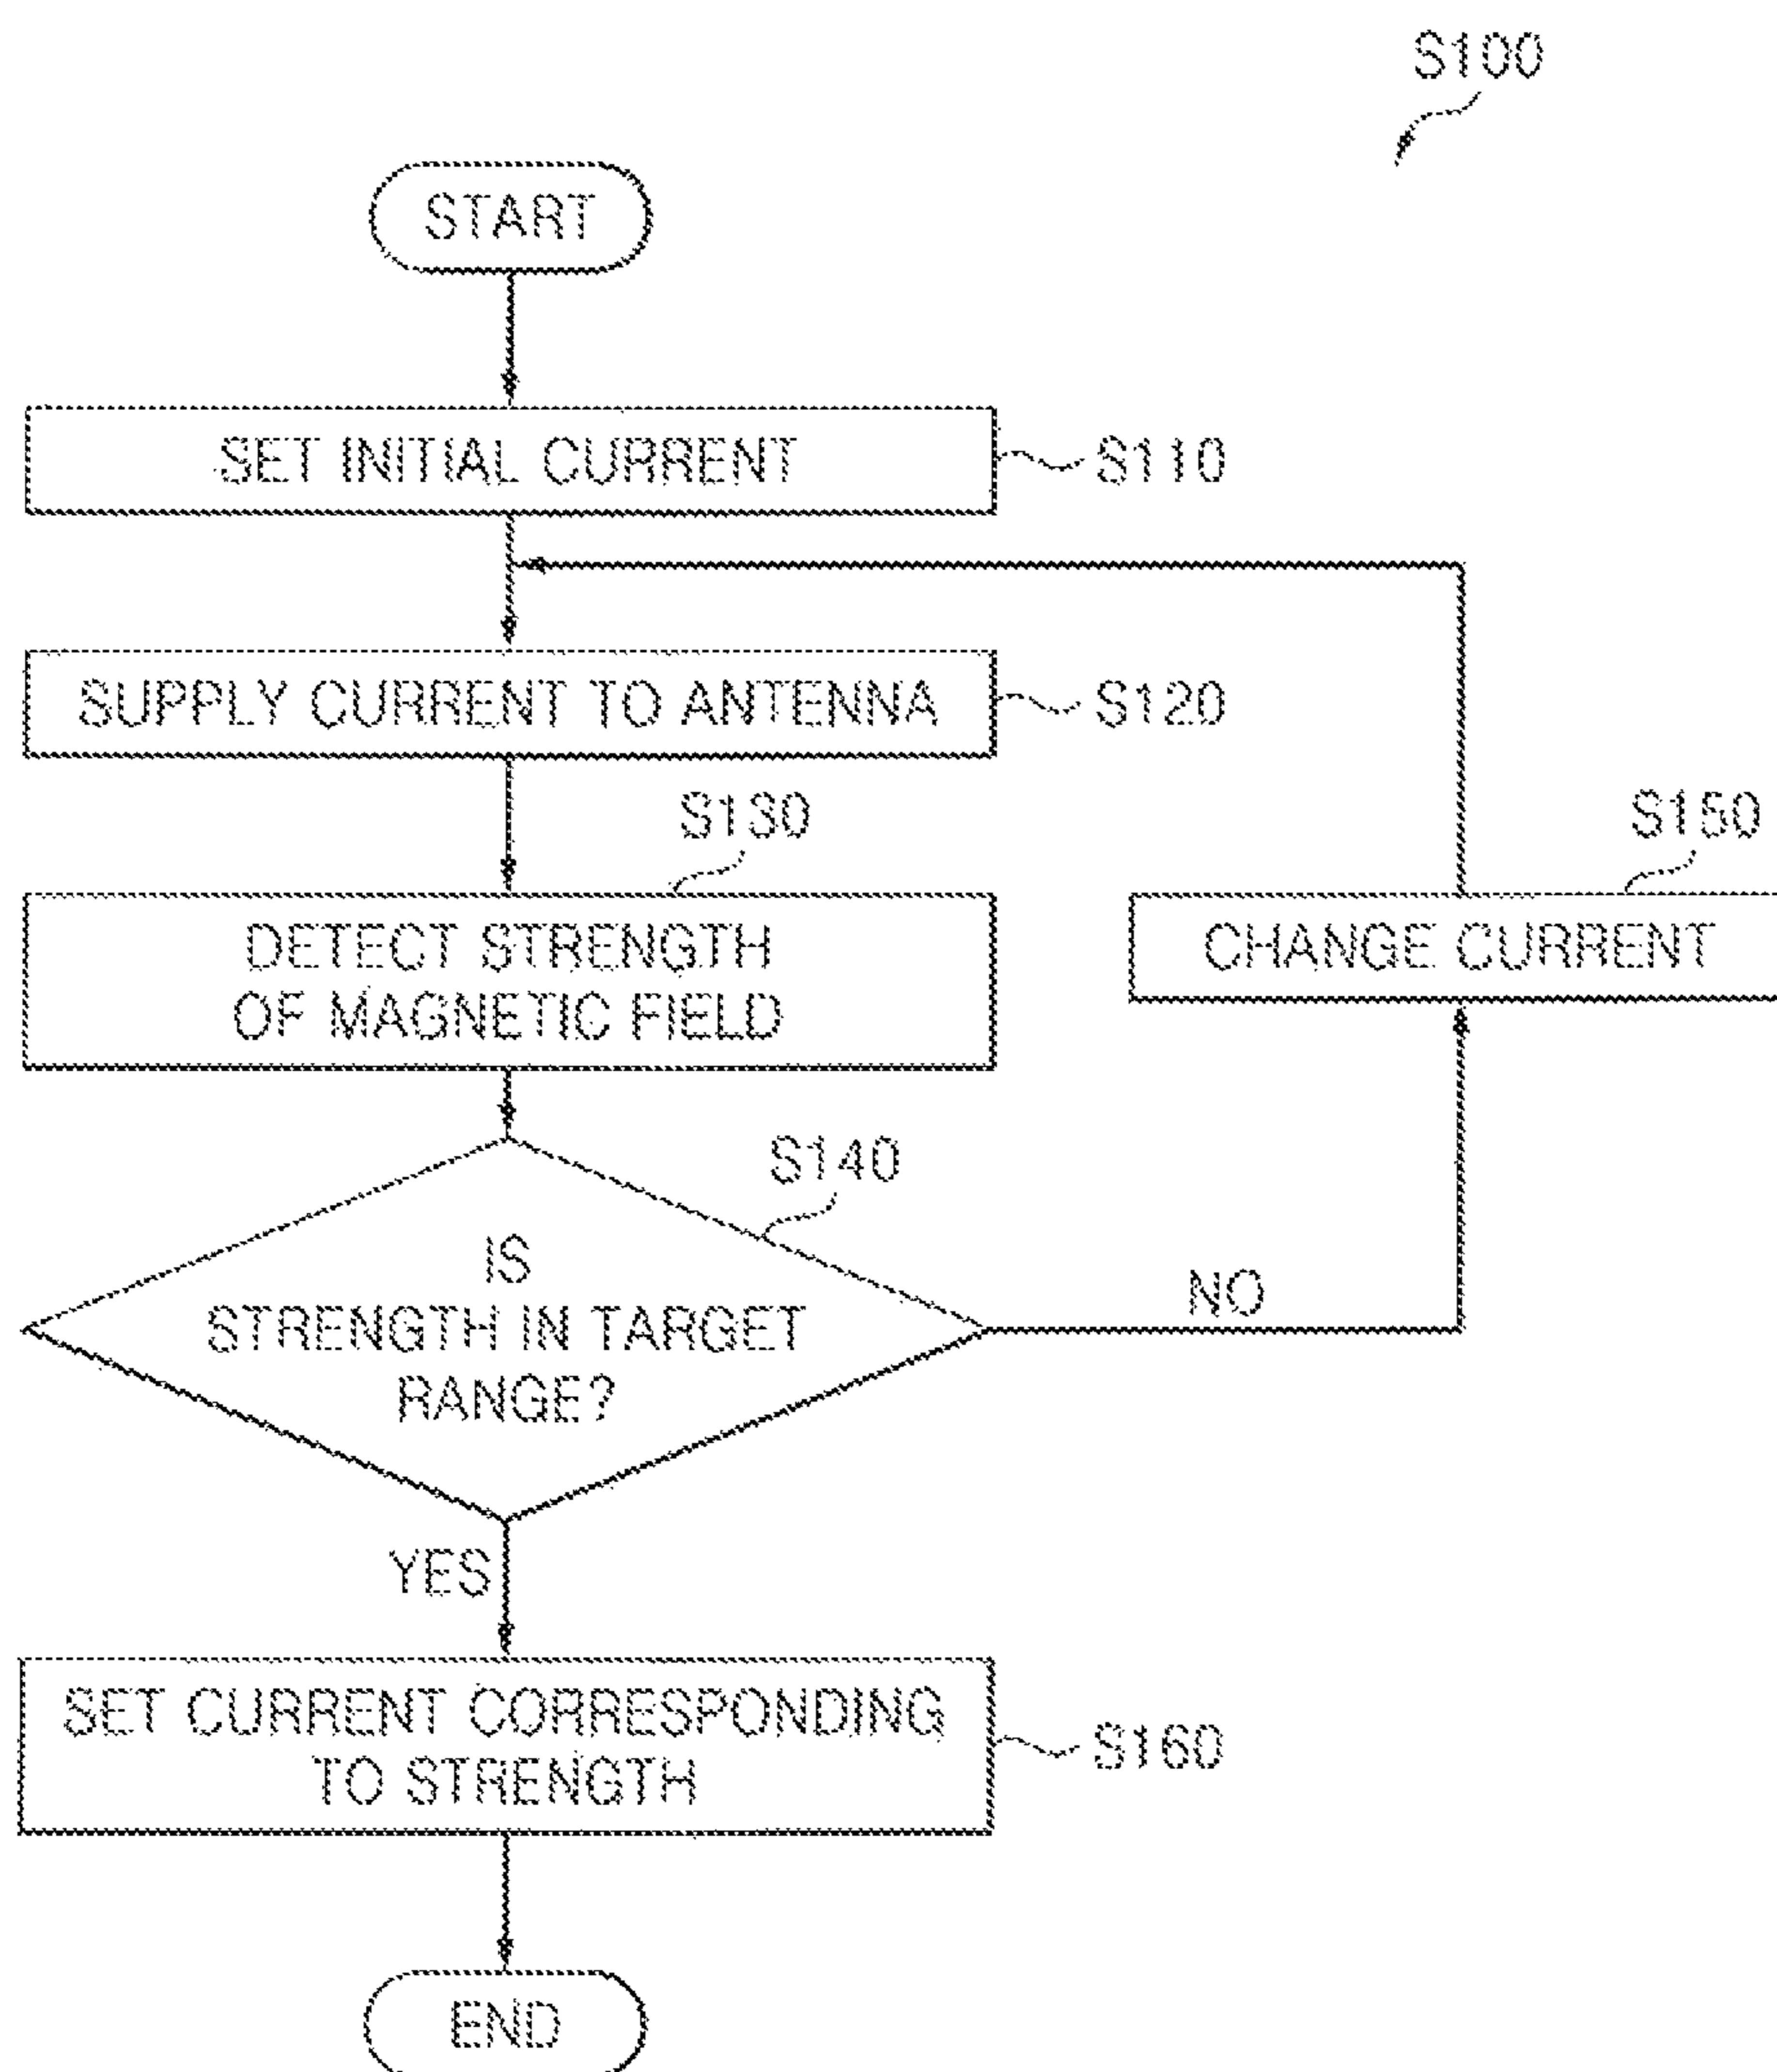 S100
START
SET INITIAL CURRENT
S110
SUPPLY CURRENT TO ANTENNA
S120
S130
DETECT STRENGTH
OF MAGNETIC FIELD
S150
CHANGE CURRENT
S140
IS
STRENGTH IN TARGET
RANGE?
NO
YES
SET CURRENT CORRESPONDING
TO STRENGTH
S160
END